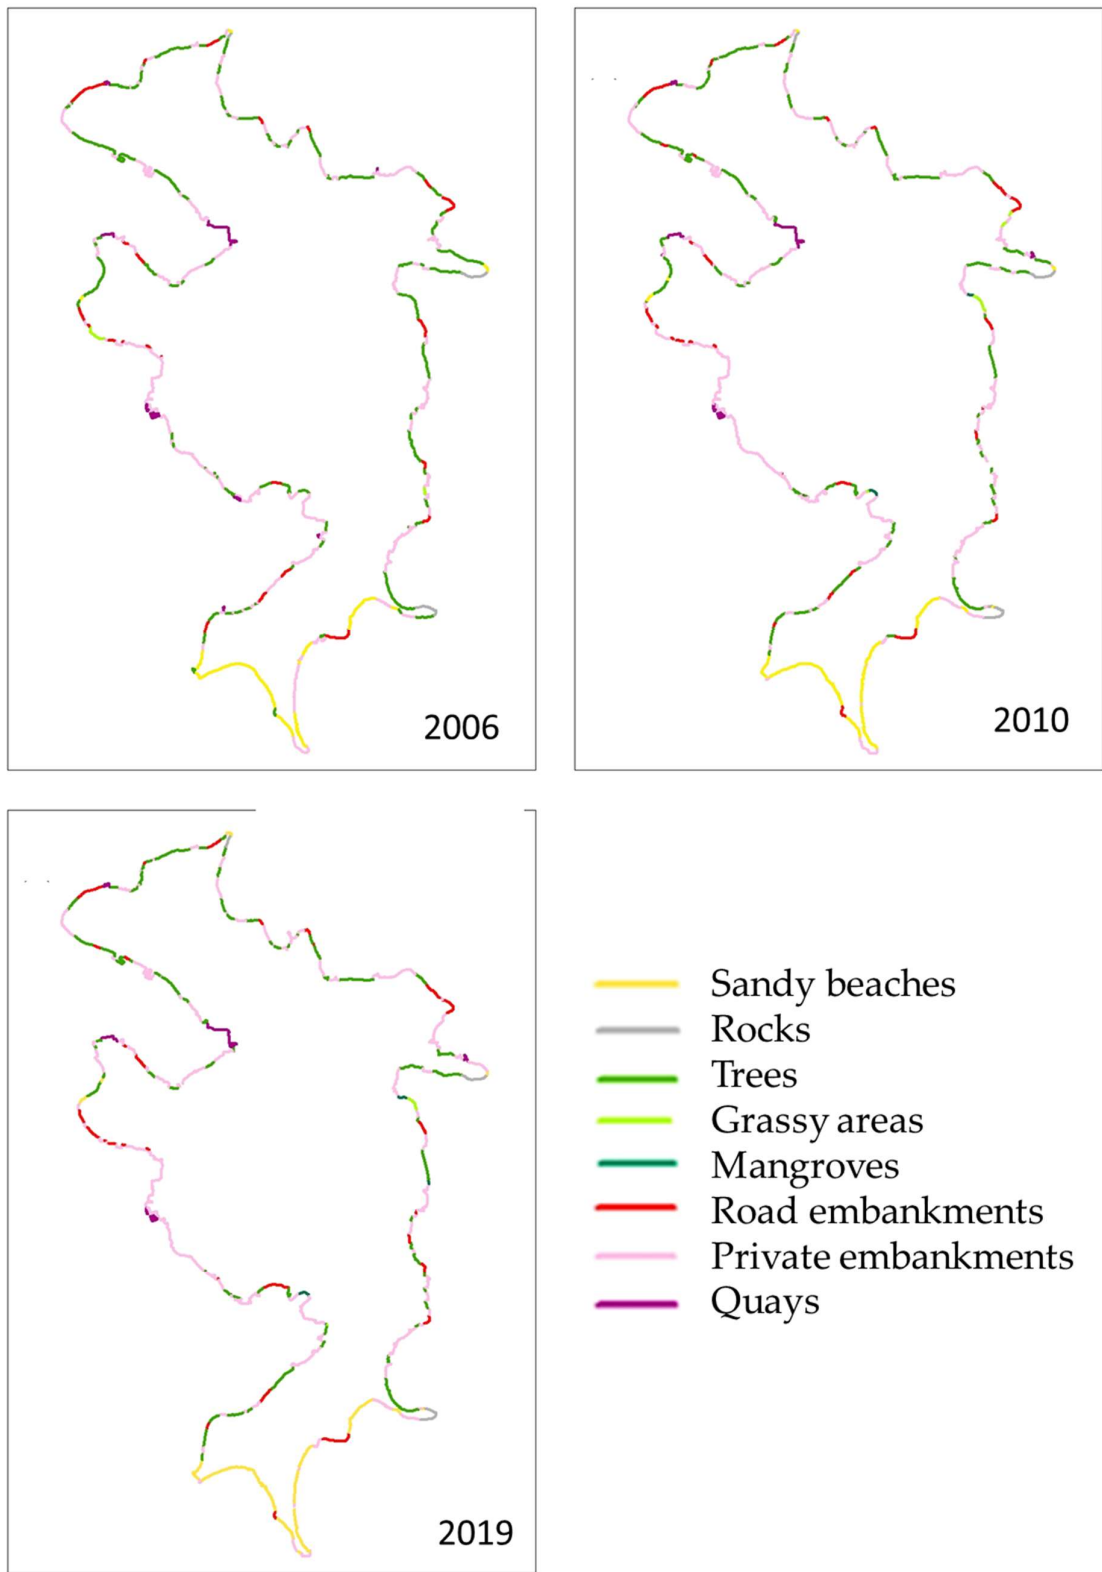 2006
2010
2019
Sandy beaches
Rocks
Trees
Grassy areas
Mangroves
Road embankments
Private embankments
Quays